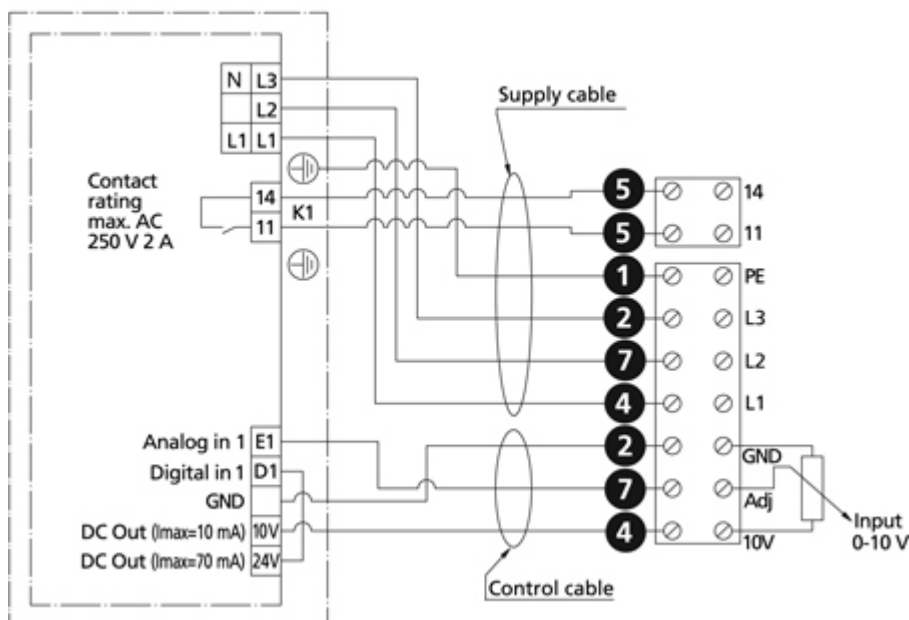 N L3
L2
L1 L1
Supply cable
Contact
rating
max. AC
250 V 2 A
14
11
K1
5 14
5 11
1 PE
2 L3
7 L2
4 L1
2 GND
7 Adj
4 10V
Input
0-10 V
Analog in 1 E1
Digital in 1 D1
GND
DC Out (Imax=10 mA) 10V
DC Out (Imax=70 mA) 24V
Control cable